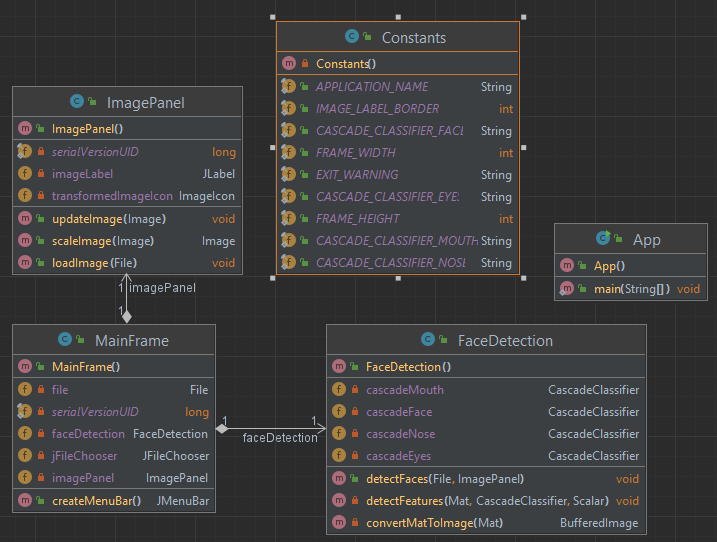 Constants
Constants()
APPLICATION_NAME String
IMAGE_LABEL_BORDER int
CASCADE_CLASSIFIER_FACE String
FRAME_WIDTH int
EXIT_WARNING String
CASCADE_CLASSIFIER_EYES String
FRAME_HEIGHT int
CASCADE_CLASSIFIER_MOUTH String
CASCADE_CLASSIFIER_NOSE String
ImagePanel
ImagePanel()
serialVersionUID long
imageLabel JLabel
transformedImageIcon ImageIcon
updateImage(Image) void
scaleImage(Image) Image
loadImage(File) void
App
App()
main(String[]) void
1 imagePanel
1
MainFrame
MainFrame()
file File
serialVersionUID long
faceDetection FaceDetection
jFileChooser JFileChooser
imagePanel ImagePanel
createMenuBar() JMenuBar
1 1
faceDetection
FaceDetection
FaceDetection()
cascadeMouth CascadeClassifier
cascadeFace CascadeClassifier
cascadeNose CascadeClassifier
cascadeEyes CascadeClassifier
detectFaces(File, ImagePanel) void
detectFeatures(Mat, CascadeClassifier, Scalar) void
convertMatToImage(Mat) BufferedImage